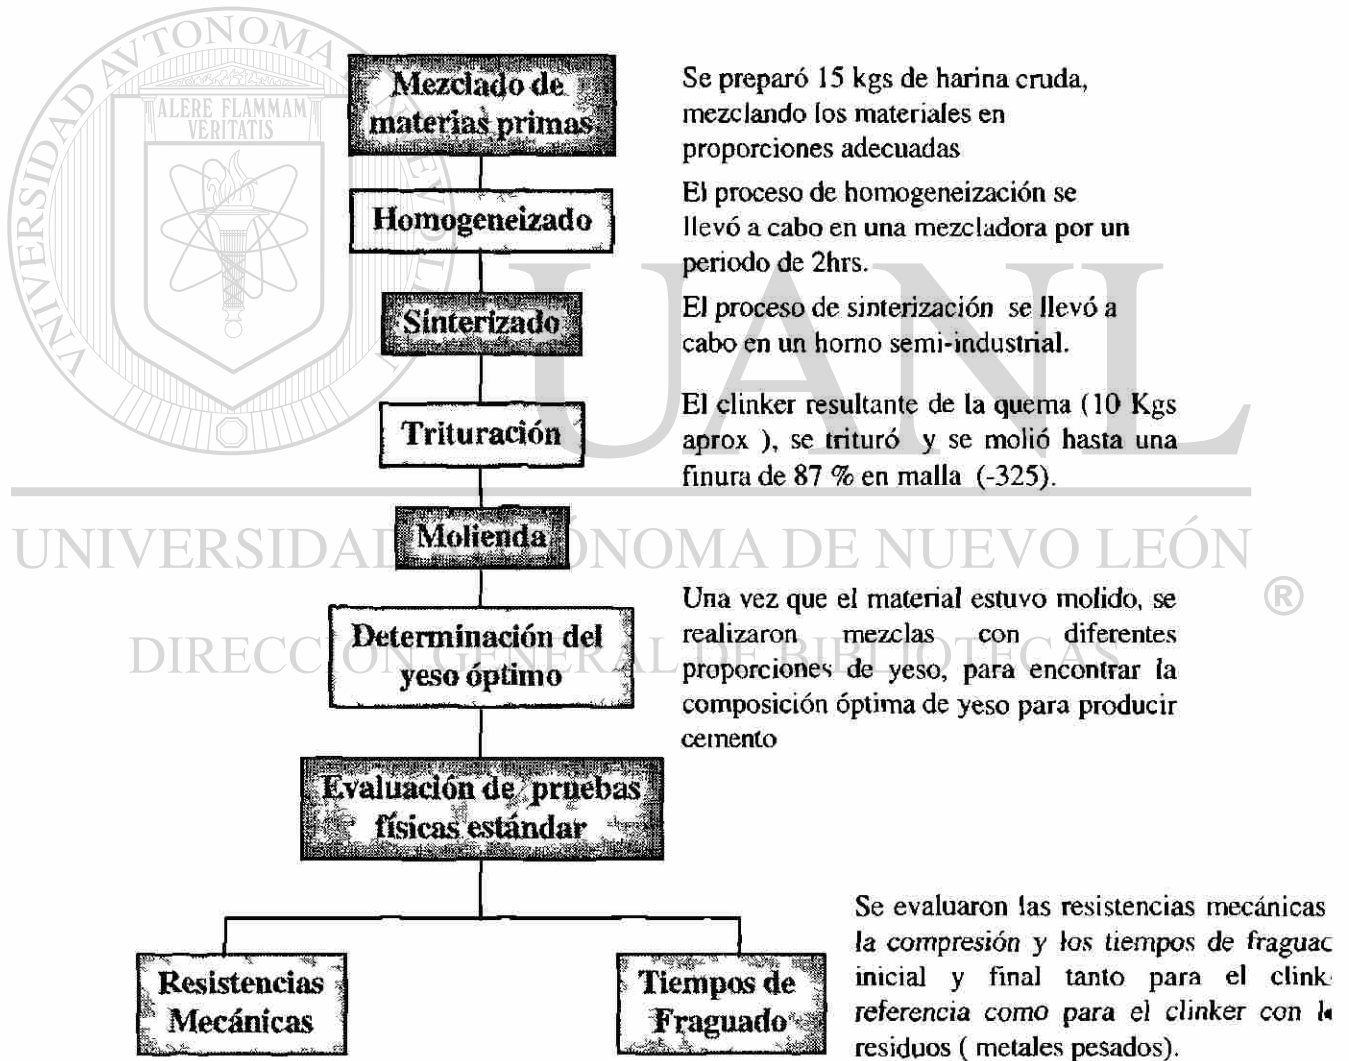 Mezclado de
materias primas
Se preparó 15 kgs de harina cruda,
mezclando los materiales en
proporciones adecuadas
Homogeneizado
El proceso de homogeneización se
llevó a cabo en una mezcladora por un
periodo de 2hrs.
Sinterizado
El proceso de sinterización se llevó a
cabo en un horno semi-industrial.
Trituración
El clinker resultante de la quema (10 Kgs
aprox ), se trituró y se molió hasta una
finura de 87 % en malla (-325).
Molienda
Determinación del
yeso óptimo
Una vez que el material estuvo molido, se
realizaron mezclas con diferentes
proporciones de yeso, para encontrar la
composición óptima de yeso para producir
cemento
Evaluación de pruebas
físicas estándar
Resistencias
Mecánicas
Tiempos de
Fraguado
Se evaluaron las resistencias mecánicas
la compresión y los tiempos de fraguac
inicial y final tanto para el clink
referencia como para el clinker con l
residuos ( metales pesados).
ALERE FLAMMAM
VERITATIS
UANL
UNIVERSIDAD AUTÓNOMA DE NUEVO LEÓN
®
DIRECCIÓN GENERAL DE BIBLIOTECAS